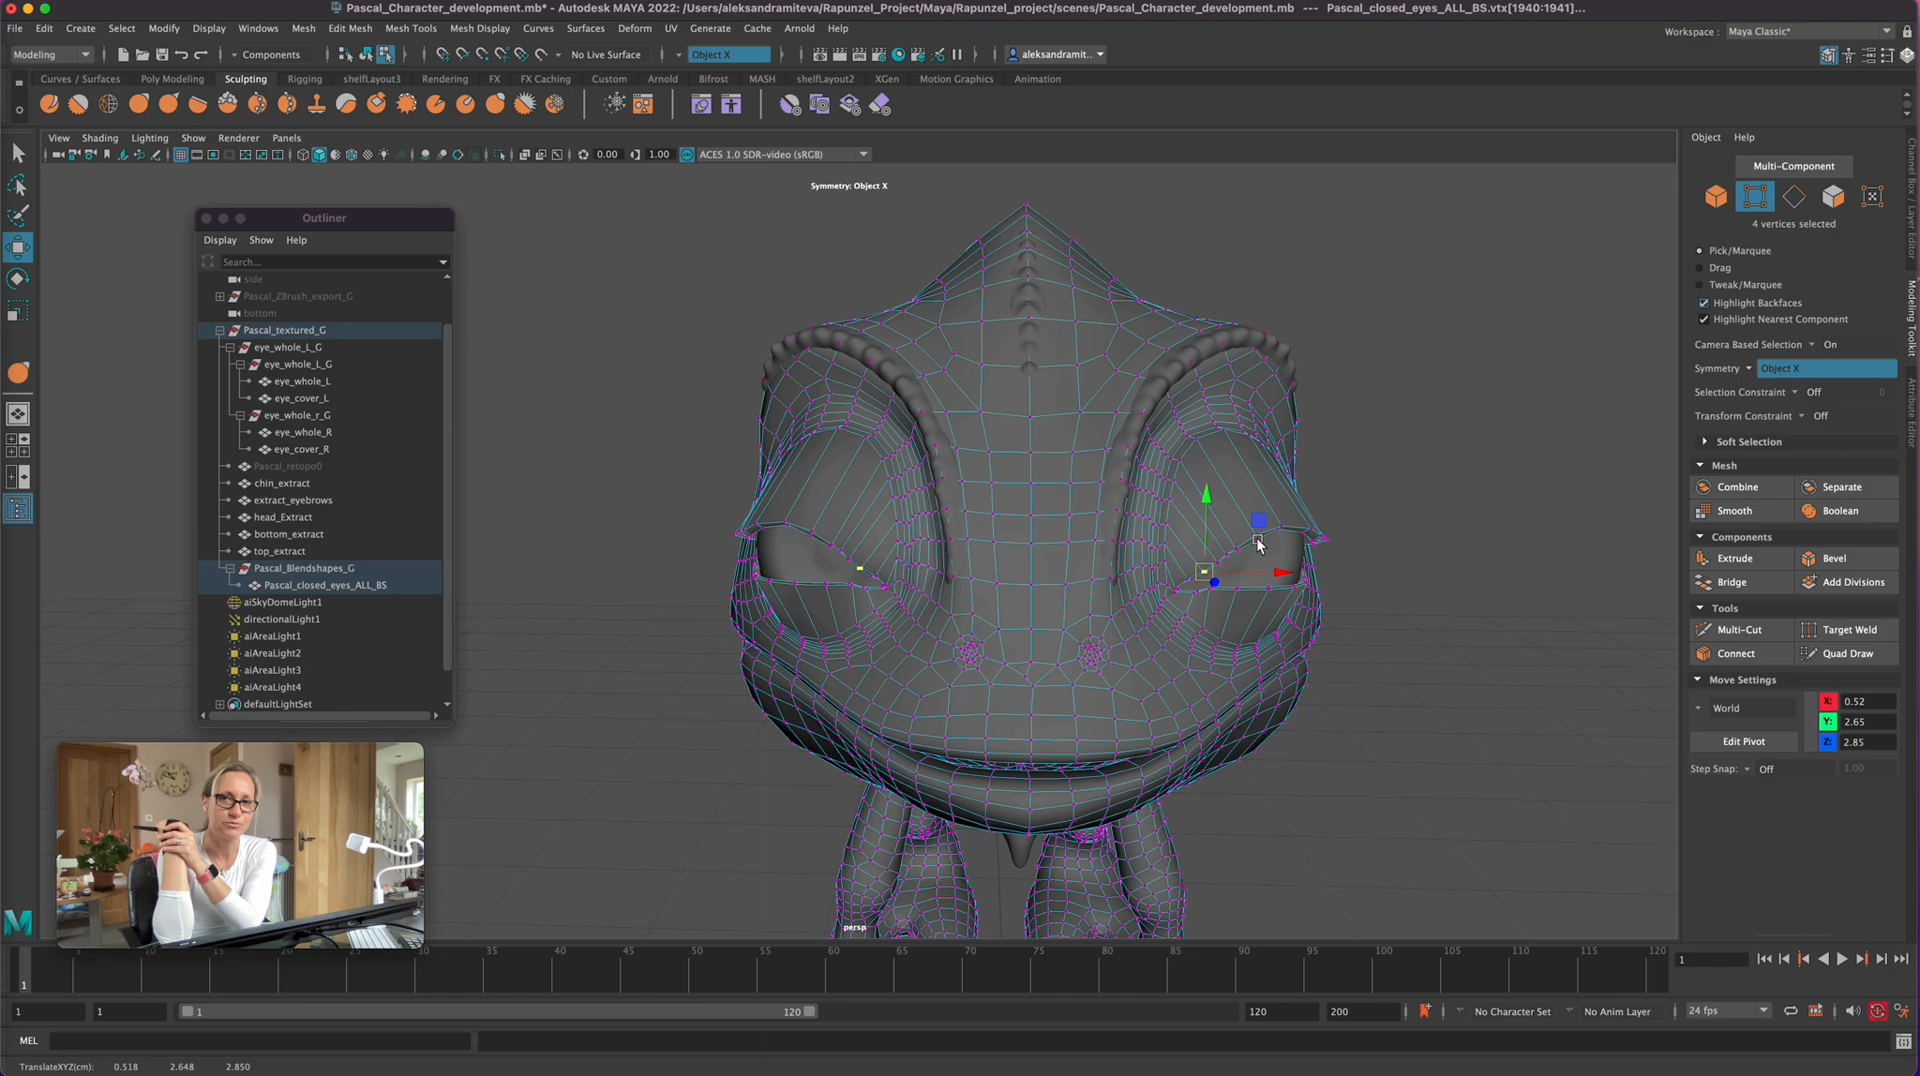 Pascal_Character_development.mb* - Autodesk MAYA 2022: /Users/aleksandramiteva/Rapunzel_Project/Maya/Rapunzel_project/scenes/Pascal_Character_development.mb --- Pascal_closed_eyes_ALL_BS.vtx[1940:1941]...
File Edit Create Select Modify Display Windows Mesh Edit Mesh Mesh Tools Mesh Display Curves Surfaces Deform UV Generate Cache Arnold Help
Workspace : Maya Classic*
Modeling Components No Live Surface Object X aleksandramit...
Curves / Surfaces Poly Modeling Sculpting Rigging shelfLayout3 Rendering FX FX Caching Custom Arnold Bifrost MASH shelfLayout2 XGen Motion Graphics Animation
View Shading Lighting Show Renderer Panels
0.00 1.00 ACES 1.0 SDR-video (sRGB)
Symmetry: Object X
Outliner
Display Show Help
Search...
side
Pascal_ZBrush_export_G
bottom
Pascal_textured_G
eye_whole_L_G
eye_whole_L_G
eye_whole_L
eye_cover_L
eye_whole_r_G
eye_whole_R
eye_cover_R
Pascal_retopo0
chin_extract
extract_eyebrows
head_Extract
bottom_extract
top_extract
Pascal_Blendshapes_G
Pascal_closed_eyes_ALL_BS
aiSkyDomeLight1
directionalLight1
aiAreaLight1
aiAreaLight2
aiAreaLight3
aiAreaLight4
defaultLightSet
persp
Object Help
Multi-Component
4 vertices selected
Pick/Marquee
Drag
Tweak/Marquee
Highlight Backfaces
Highlight Nearest Component
Camera Based Selection On
Symmetry Object X
Selection Constraint Off 0
Transform Constraint Off
Soft Selection
Mesh
Combine Separate
Smooth Boolean
Components
Extrude Bevel
Bridge Add Divisions
Tools
Multi-Cut Target Weld
Connect Quad Draw
Move Settings
World X: 0.52
Y: 2.65
Edit Pivot Z: 2.85
Step Snap: Off 1.00
Channel Box / Layer Editor
Modeling Toolkit
Attribute Editor
5 10 15 20 25 30 35 40 45 50 55 60 65 70 75 80 85 90 95 100 105 110 115 120
1
1
1 1 1 120 120 200 No Character Set No Anim Layer 24 fps
MEL
TranslateXYZ(cm): 0.518 2.648 2.850